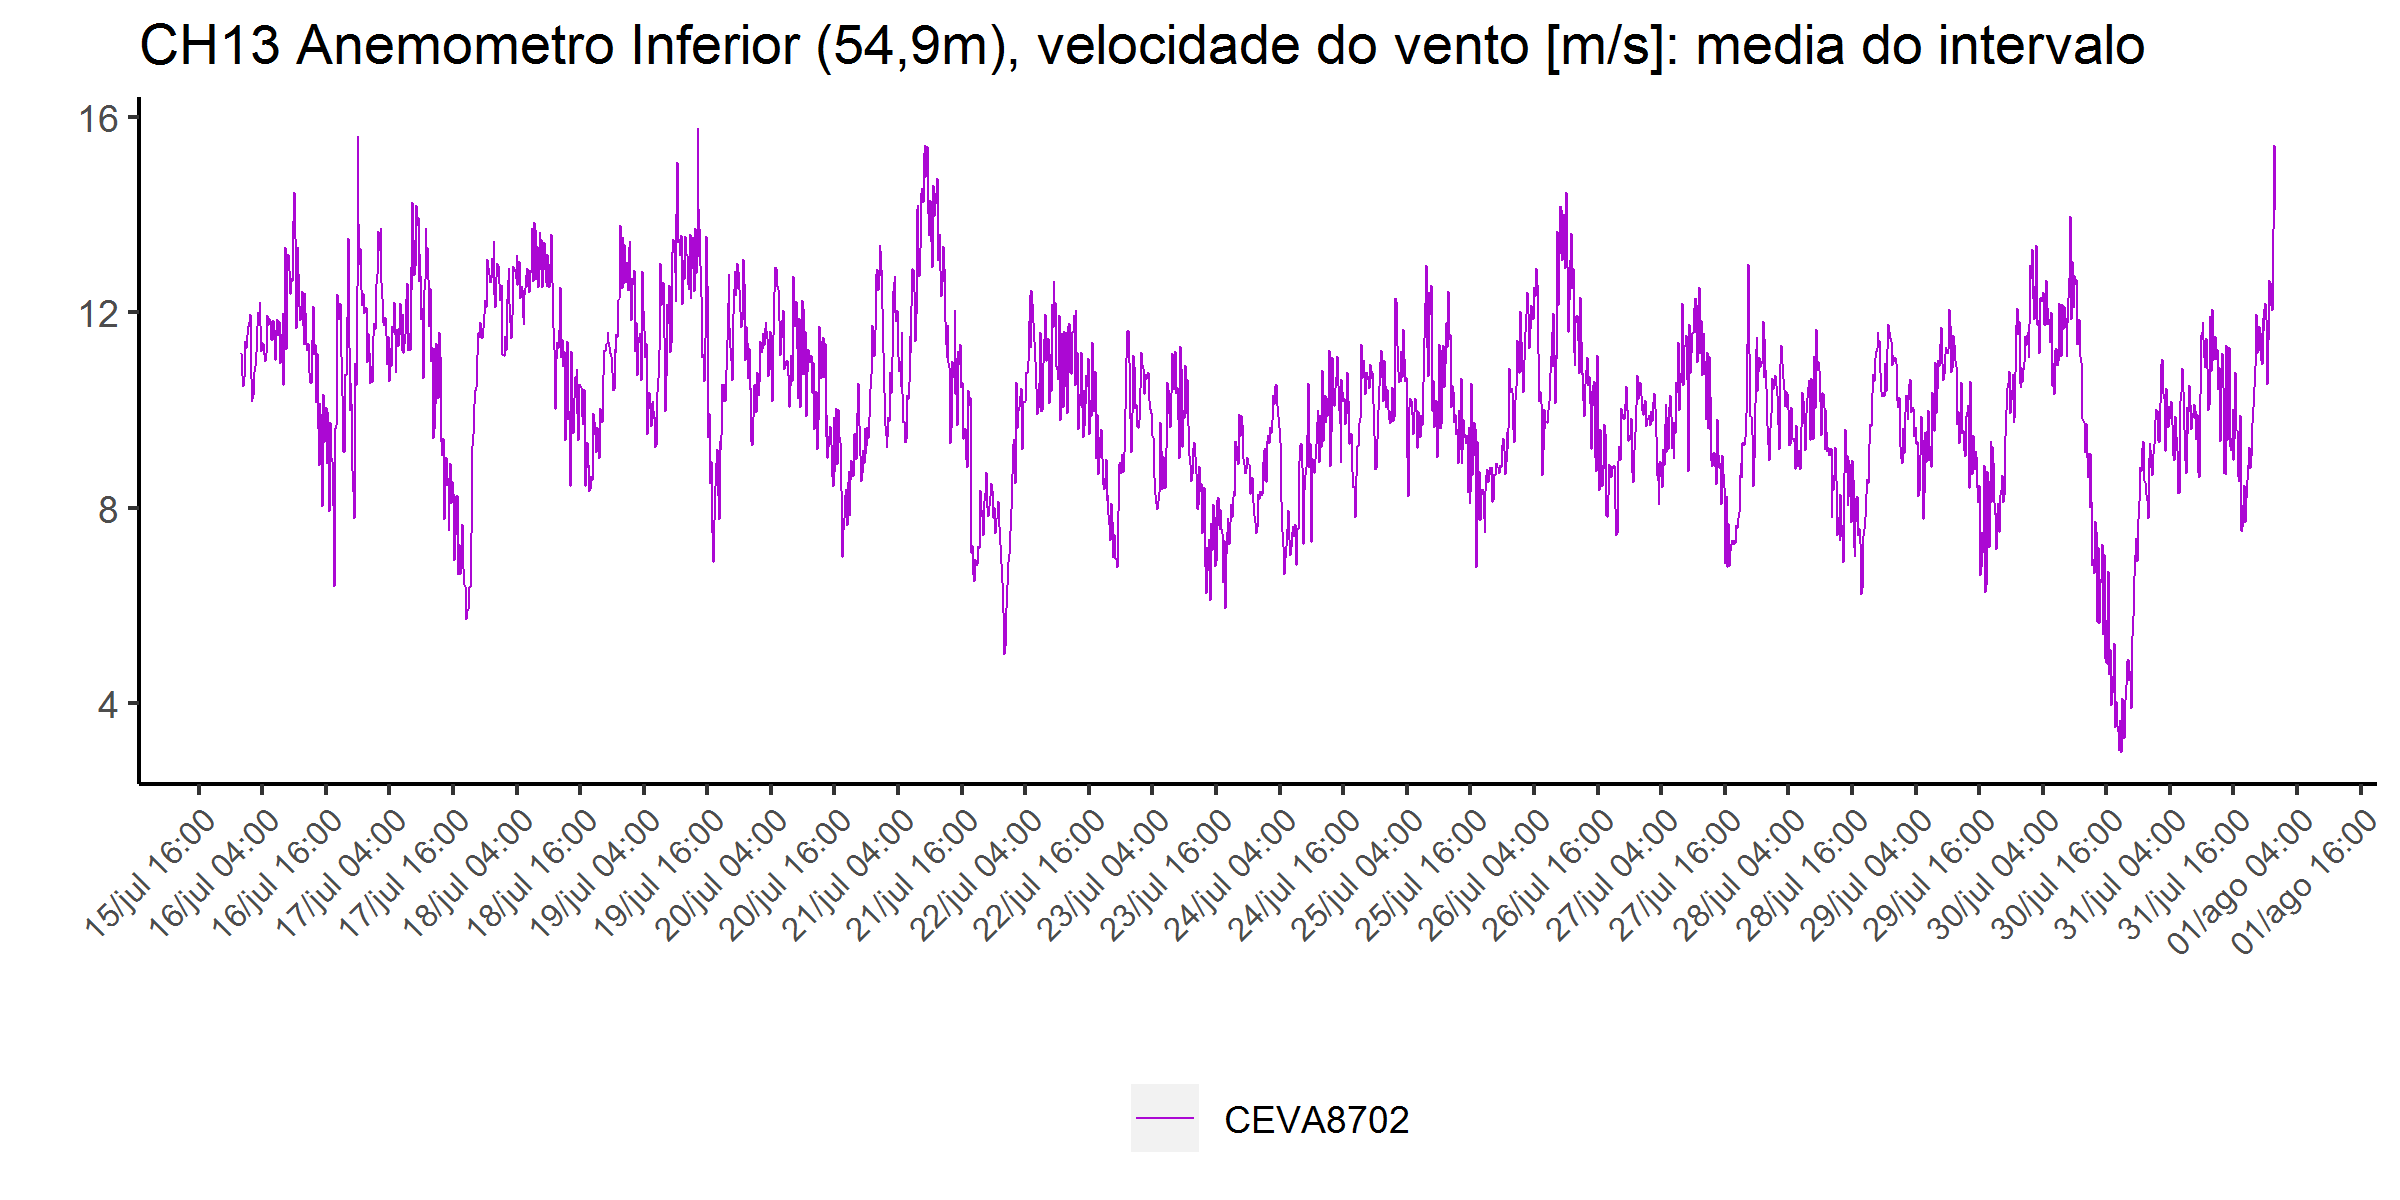 CH13 Anemometro Inferior (54,9m), velocidade do vento [m/s]: media do intervalo
16
12
8
4
15/jul 16:00
16/jul 04:00
16/jul 16:00
17/jul 04:00
17/jul 16:00
18/jul 04:00
18/jul 16:00
19/jul 04:00
19/jul 16:00
20/jul 04:00
20/jul 16:00
21/jul 04:00
21/jul 16:00
22/jul 04:00
22/jul 16:00
23/jul 04:00
23/jul 16:00
24/jul 04:00
24/jul 16:00
25/jul 04:00
25/jul 16:00
26/jul 04:00
26/jul 16:00
27/jul 04:00
27/jul 16:00
28/jul 04:00
28/jul 16:00
29/jul 04:00
29/jul 16:00
30/jul 04:00
30/jul 16:00
31/jul 04:00
31/jul 16:00
01/ago 04:00
01/ago 16:00
CEVA8702